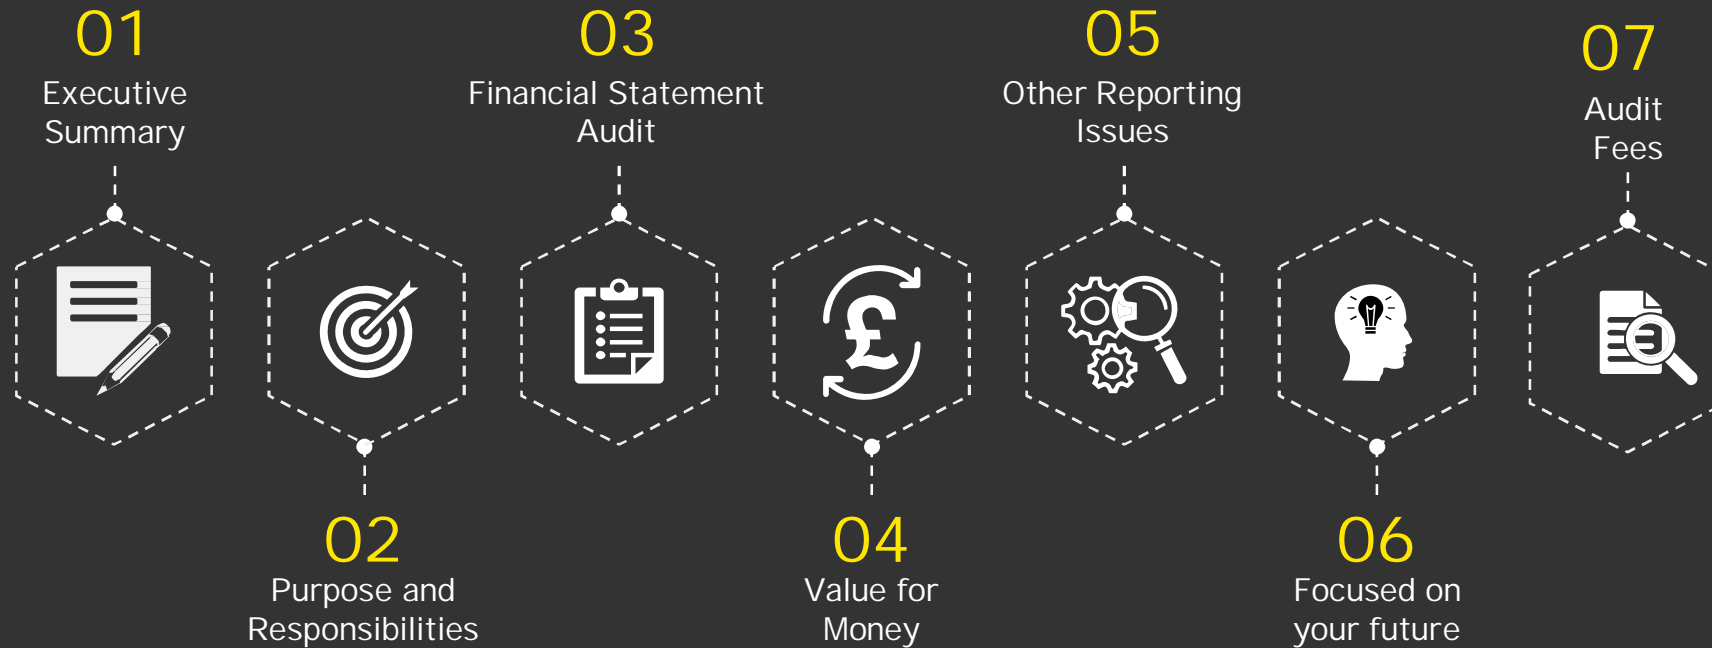 01
Executive
Summary
02
Purpose and
Responsibilities
03
Financial Statement
Audit
04
Value for
Money
05
Other Reporting
Issues
06
Focused on
your future
07
Audit
Fees